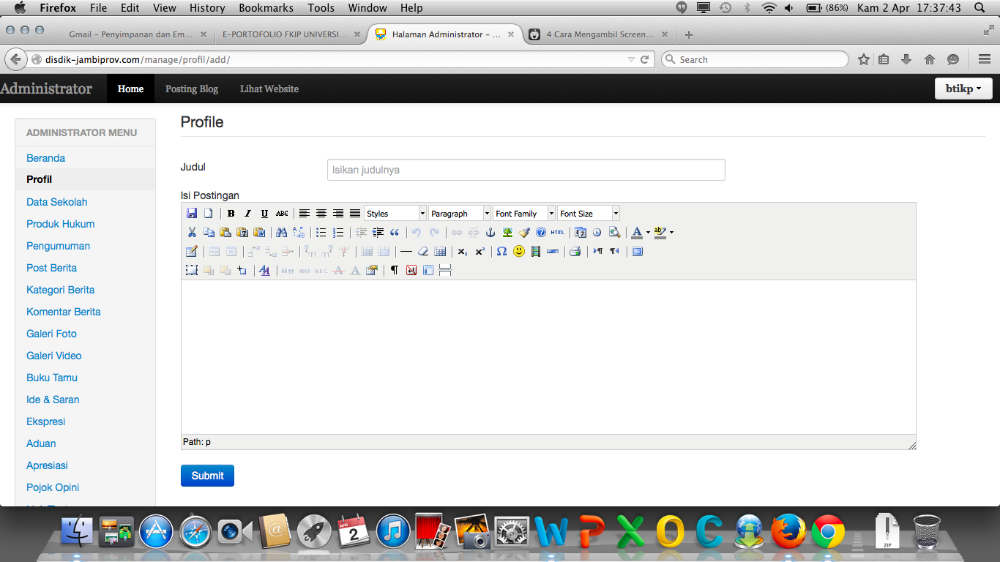 Firefox File Edit View History Bookmarks Tools Window Help (86%) Kam 2 Apr 17:37:43
Gmail – Penyimpanan dan Em... E-PORTOFOLIO FKIP UNIVERSI... Halaman Administrator – ... 4 Cara Mengambil Screen...
disdik-jambiprov.com/manage/profil/add/ Search
Administrator Home Posting Blog Lihat Website btikp
ADMINISTRATOR MENU
Beranda
Profil
Data Sekolah
Produk Hukum
Pengumuman
Post Berita
Kategori Berita
Komentar Berita
Galeri Foto
Galeri Video
Buku Tamu
Ide & Saran
Ekspresi
Aduan
Apresiasi
Pojok Opini
Profile
Judul Isikan judulnya
Isi Postingan
B I U ABC Styles Paragraph Font Family Font Size
HTML
Path: p
Submit
APR 2
ZIP